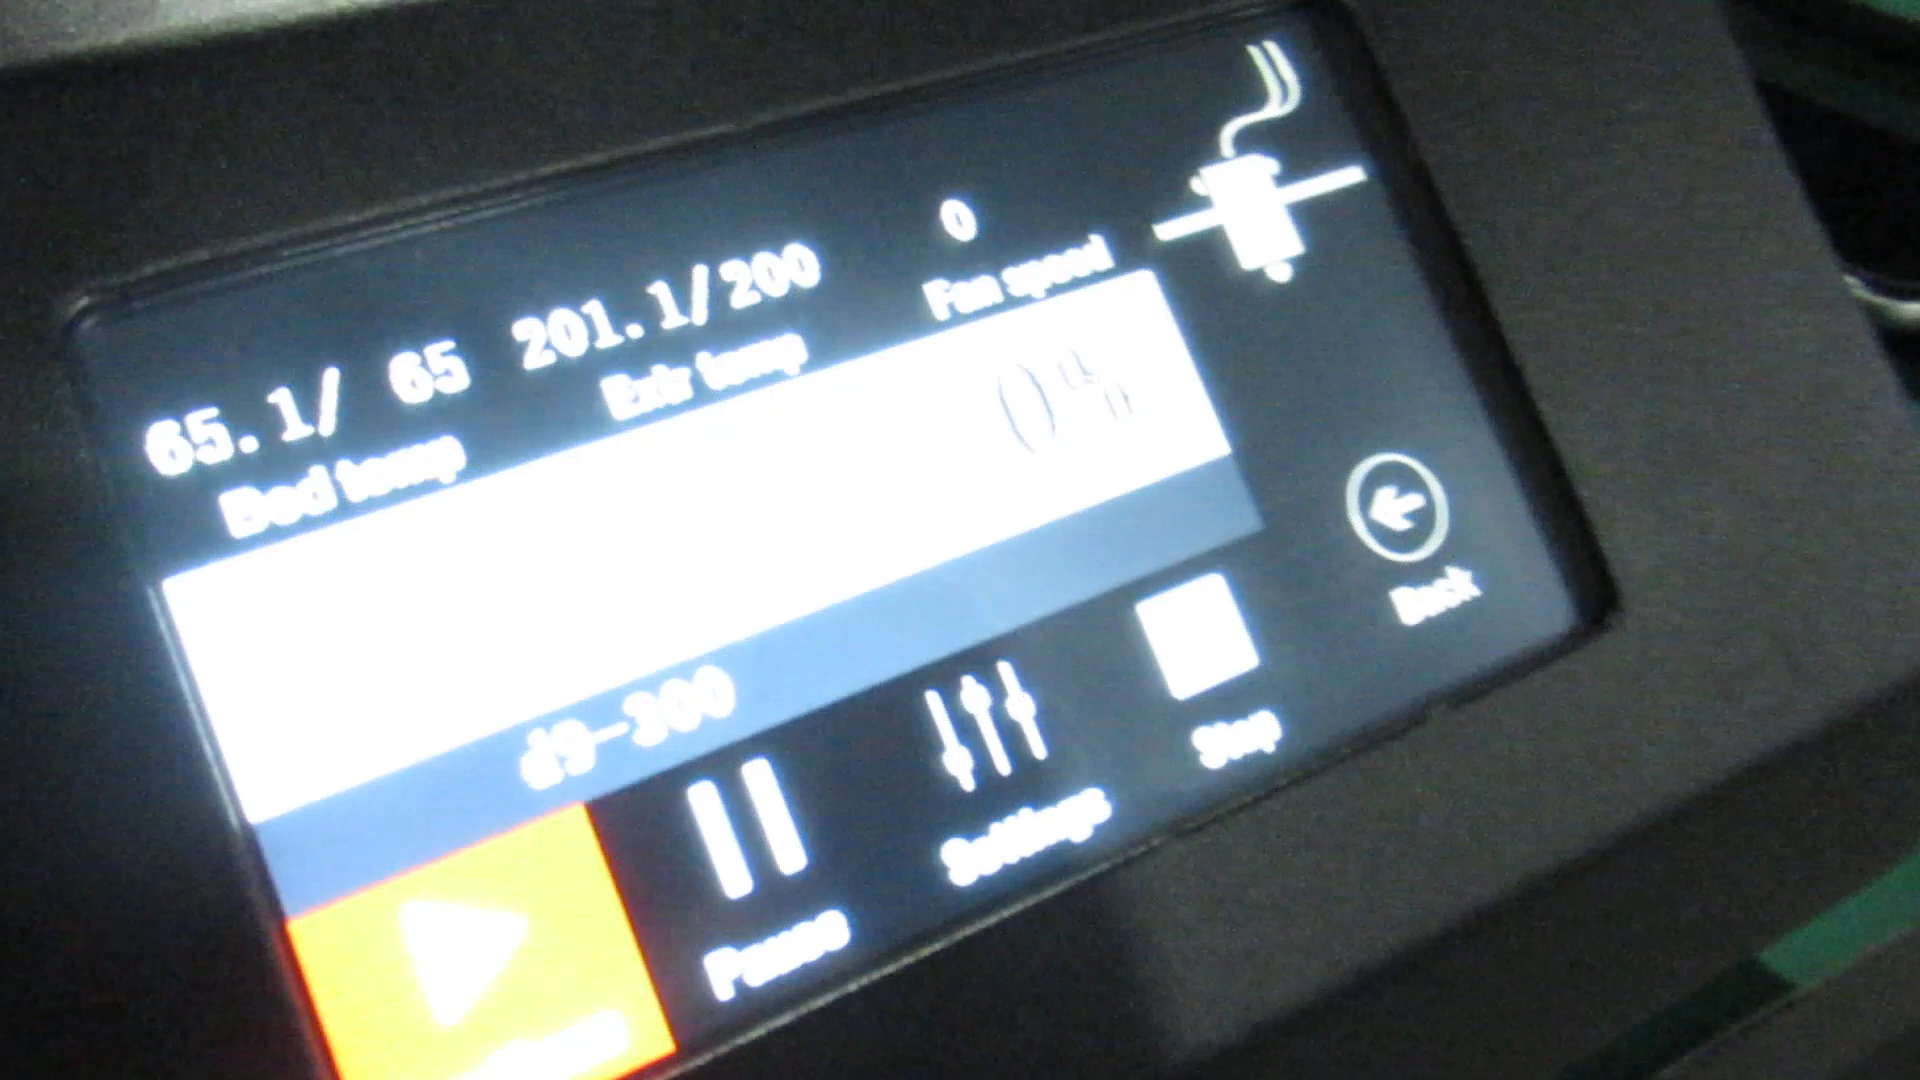 65.1/ 65 201.1/200 0
Bed temp Extr temp Fan speed
0%
d9-300
Pause Settings Stop Back